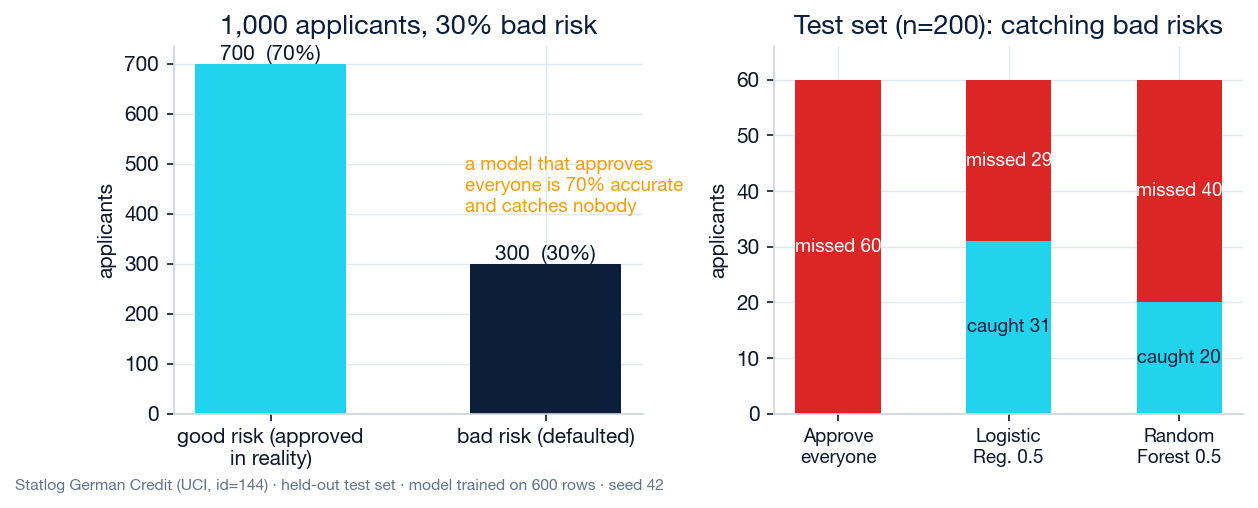 1,000 applicants, 30% bad risk
700 (70%)
700
600
500
400
300
200
100
0
applicants
a model that approves
everyone is 70% accurate
and catches nobody
300 (30%)
good risk (approved
in reality)
bad risk (defaulted)
Test set (n=200): catching bad risks
60
50
40
30
20
10
0
applicants
missed 60
missed 29
caught 31
missed 40
caught 20
Approve
everyone
Logistic
Reg. 0.5
Random
Forest 0.5
Statlog German Credit (UCI, id=144) · held-out test set · model trained on 600 rows · seed 42